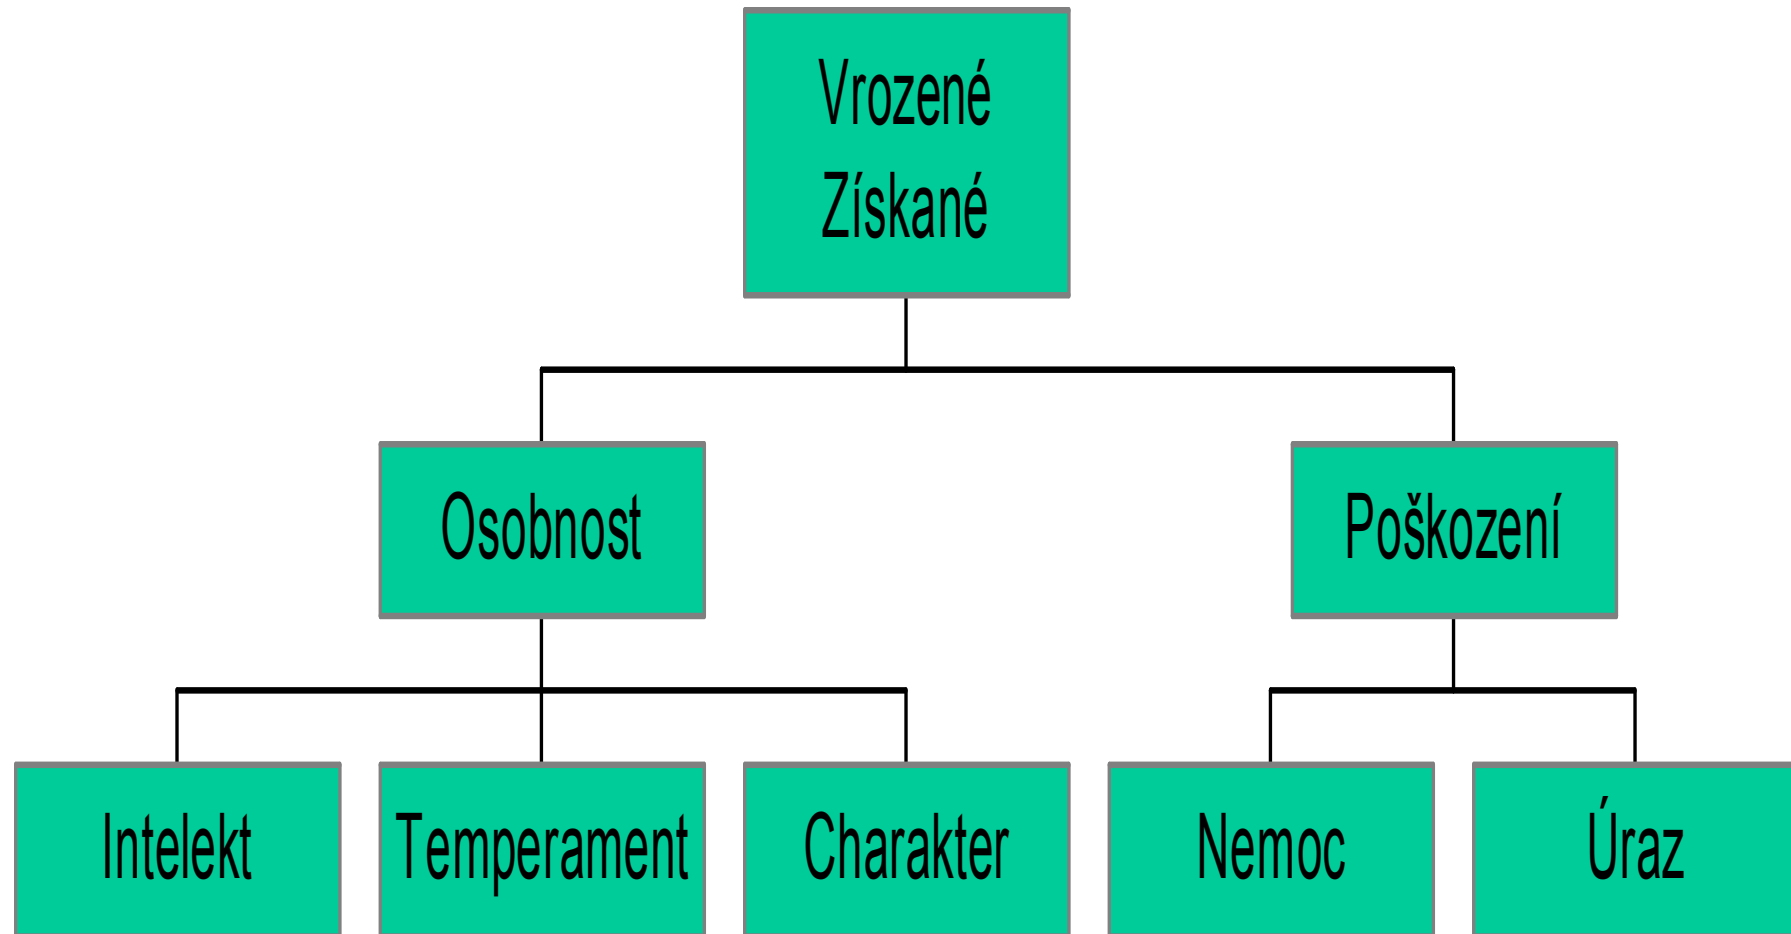 Vrozené
Získané
Osobnost
Poškození
Intelekt
Temperament
Charakter
Nemoc
Úraz